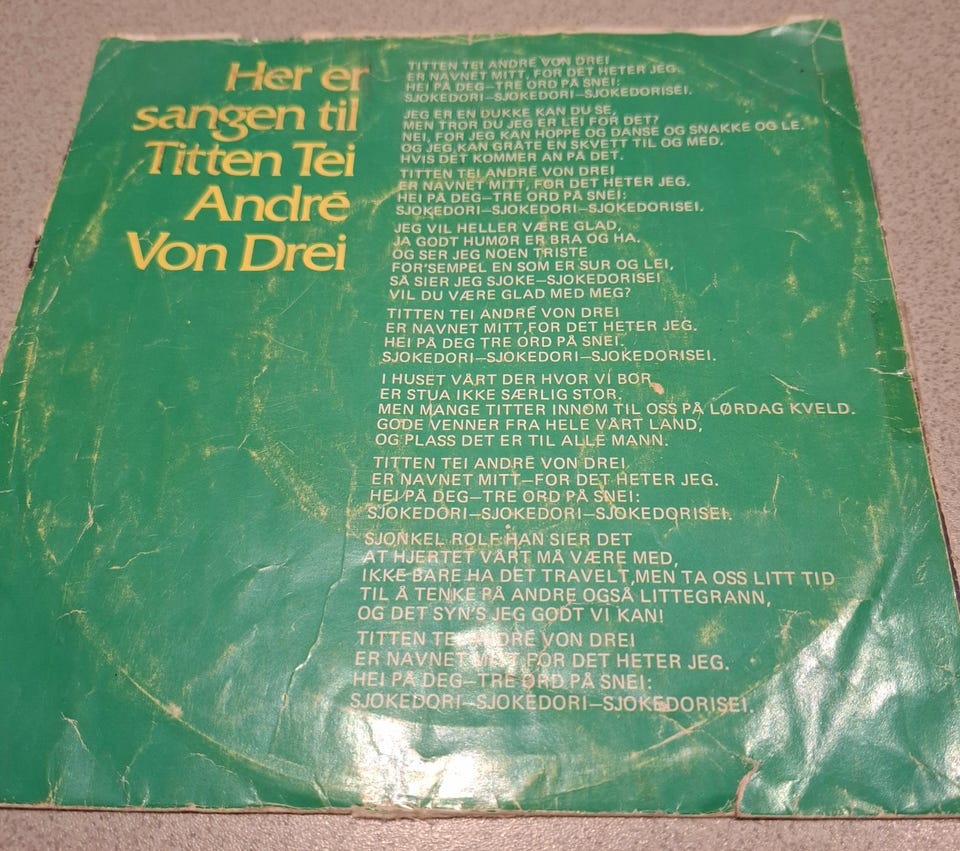 Her er
sangen til
Titten Tei
André
Von Drei
TITTEN TEI ANDRÉ VON DREI
ER NAVNET MITT, FOR DET HETER JEG.
HEI PÅ DEG—TRE ORD PÅ SNEI:
SJOKEDORI—SJOKEDORI—SJOKEDORISEI.
JEG ER EN DUKKE KAN DU SE,
MEN TROR DU JEG ER LEI FOR DET?
NEI, FOR JEG KAN HOPPE OG DANSE OG SNAKKE OG LE.
OG JEG KAN GRÅTE EN SKVETT TIL OG MED,
HVIS DET KOMMER AN PÅ DET.
TITTEN TEI ANDRÉ VON DREI
ER NAVNET MITT, FOR DET HETER JEG.
HEI PÅ DEG—TRE ORD PÅ SNEI:
SJOKEDORI—SJOKEDORI—SJOKEDORISEI.
JEG VIL HELLER VÆRE GLAD,
JA GODT HUMØR ER BRA OG HA.
OG SER JEG NOEN TRISTE
FOR'SEMPEL EN SOM ER SUR OG LEI,
SÅ SIER JEG SJOKE—SJOKEDORISEI
VIL DU VÆRE GLAD MED MEG?
TITTEN TEI ANDRÉ VON DREI
ER NAVNET MITT, FOR DET HETER JEG.
HEI PÅ DEG TRE ORD PÅ SNEI.
SJOKEDORI—SJOKEDORI—SJOKEDORISEI.
I HUSET VÅRT DER HVOR VI BOR,
ER STUA IKKE SÆRLIG STOR.
MEN MANGE TITTER INNOM TIL OSS PÅ LØRDAG KVELD.
GODE VENNER FRA HELE VÅRT LAND,
OG PLASS DET ER TIL ALLE MANN.
TITTEN TEI ANDRÉ VON DREI
ER NAVNET MITT—FOR DET HETER JEG.
HEI PÅ DEG—TRE ORD PÅ SNEI:
SJOKEDORI—SJOKEDORI—SJOKEDORISEI.
SJONKEL ROLF HAN SIER DET
AT HJERTET VÅRT MÅ VÆRE MED,
IKKE BARE HA DET TRAVELT, MEN TA OSS LITT TID
TIL Å TENKE PÅ ANDRE OGSÅ LITTEGRANN,
OG DET SYN'S JEG GODT VI KAN!
TITTEN TEI ANDRÉ VON DREI
ER NAVNET MITT, FOR DET HETER JEG.
HEI PÅ DEG—TRE ORD PÅ SNEI:
SJOKEDORI—SJOKEDORI—SJOKEDORISEI.